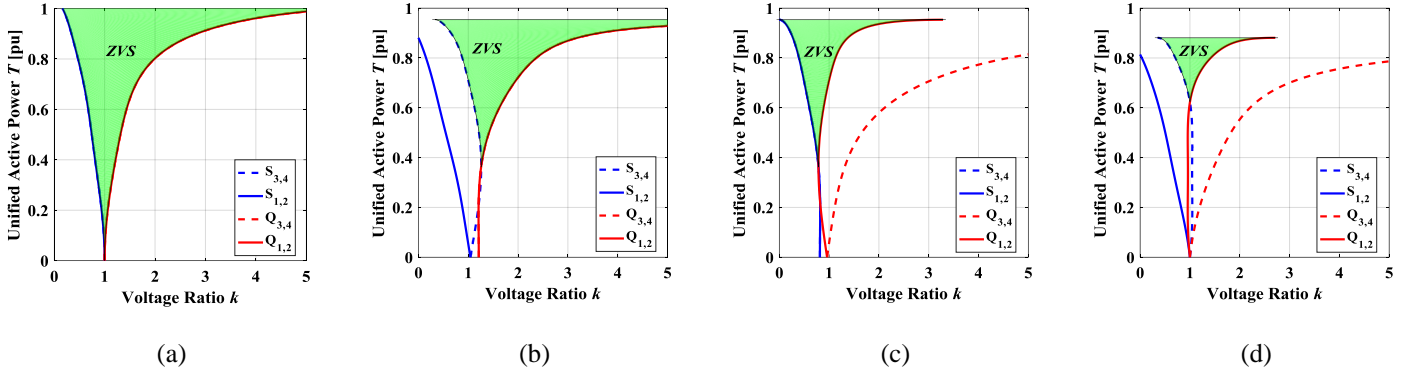 Unified Active Power T [pu]
1
0.8
0.6
0.4
0.2
0
ZVS
S3,4
S1,2
Q3,4
Q1,2
0 1 2 3 4 5
Voltage Ratio k
(a)
Unified Active Power T [pu]
1
0.8
0.6
0.4
0.2
0
ZVS
S3,4
S1,2
Q3,4
Q1,2
0 1 2 3 4 5
Voltage Ratio k
(b)
Unified Active Power T [pu]
1
0.8
0.6
0.4
0.2
0
ZVS
S3,4
S1,2
Q3,4
Q1,2
0 1 2 3 4 5
Voltage Ratio k
(c)
Unified Active Power T [pu]
1
0.8
0.6
0.4
0.2
0
ZVS
S3,4
S1,2
Q3,4
Q1,2
0 1 2 3 4 5
Voltage Ratio k
(d)